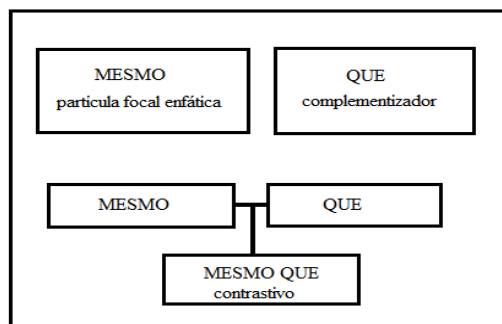 MESMO
partícula focal enfática
QUE
complementizador
MESMO
QUE
MESMO QUE
contrastivo